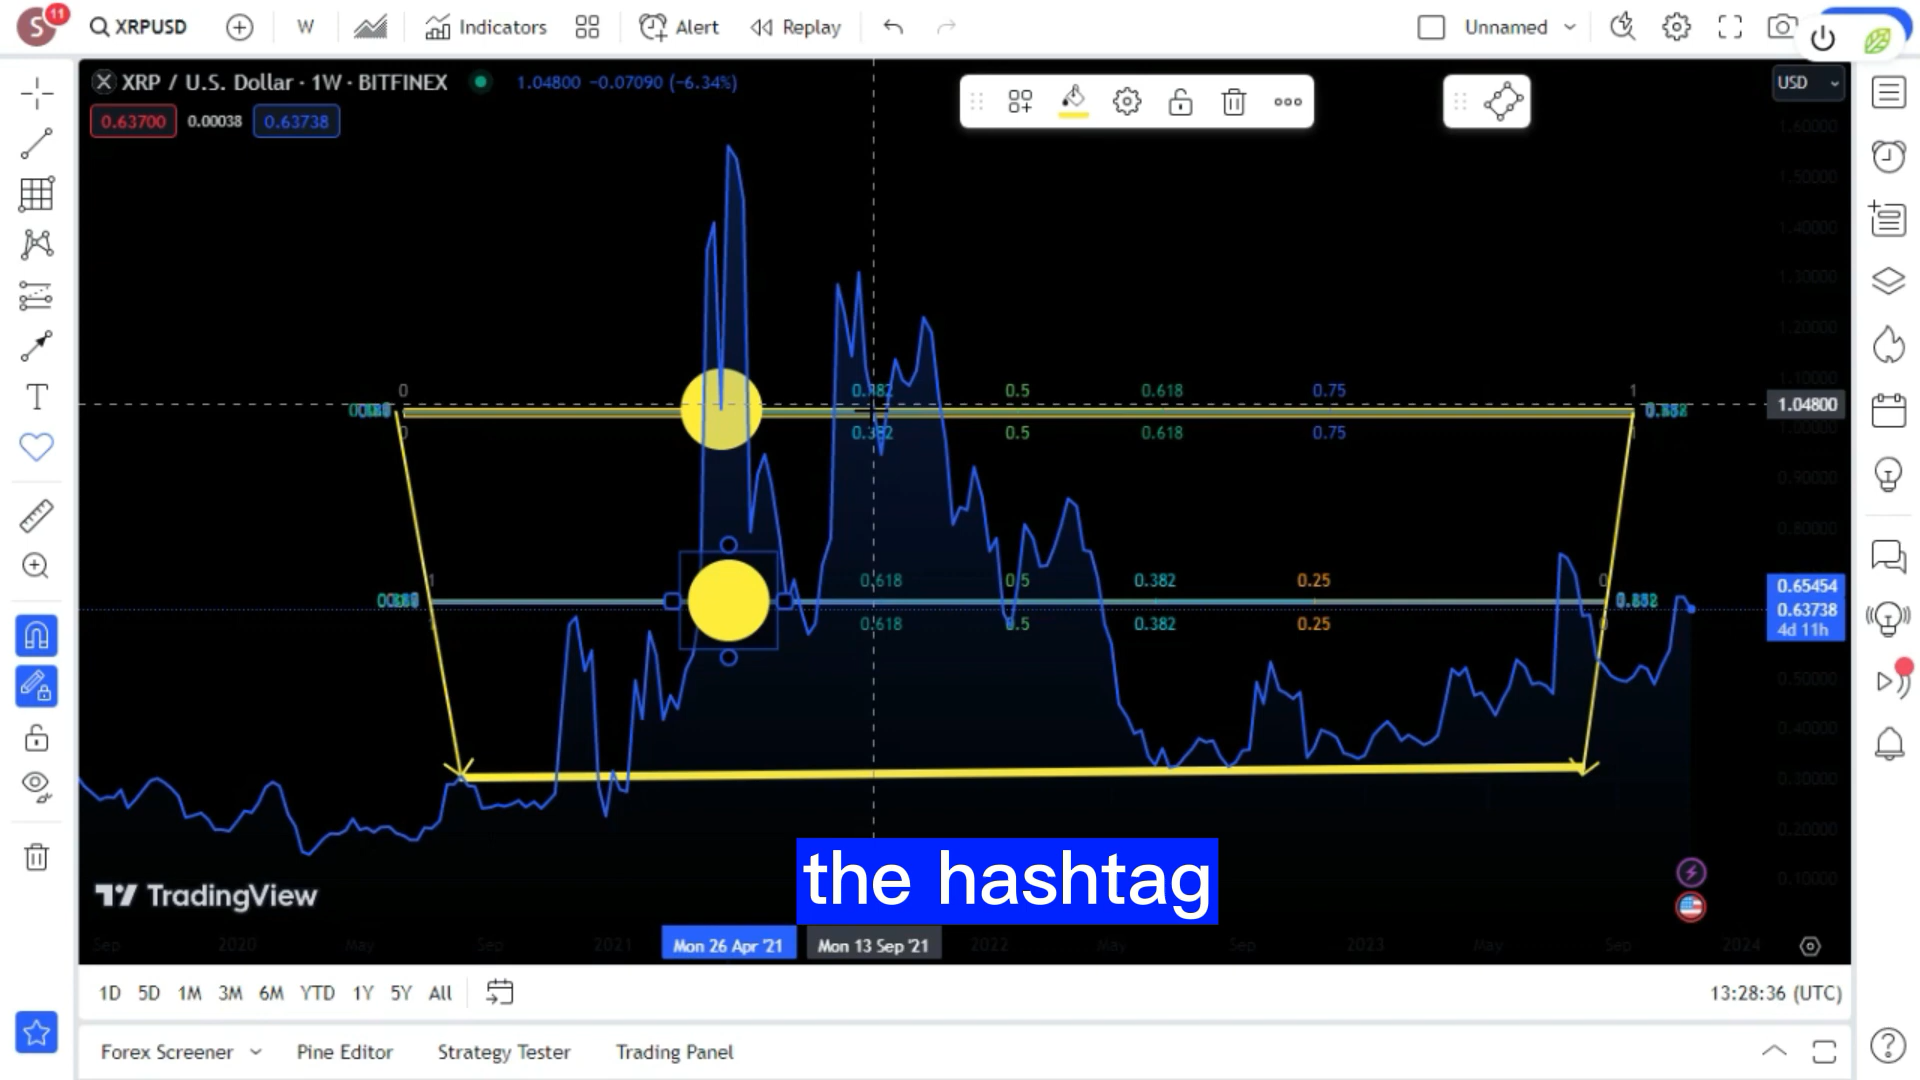 S 11 XRPUSD W Indicators Alert Replay Unnamed
XRP / U.S. Dollar · 1W · BITFINEX 1.04800 −0.07090 (−6.34%) USD
0.63700 0.00038 0.63738
1.60000
1.50000
1.40000
1.30000
1.20000
1.10000
0 0.382 0.5 0.618 0.75 1
1.04800
1.00000
0 0.382 0.5 0.618 0.75 1
0.90000
0.80000
1 0.618 0.5 0.382 0.25 0
0.65454
0.63738
4d 11h
0.618 0.5 0.382 0.25 0
0.50000
0.40000
0.10000
0.20000
0.10000
the hashtag
TradingView
Sep 2020 May Sep 2021 Mon 26 Apr '21 Mon 13 Sep '21 2022 May Sep 2023 May Sep 2024
1D 5D 1M 3M 6M YTD 1Y 5Y All 13:28:36 (UTC)
Forex Screener Pine Editor Strategy Tester Trading Panel